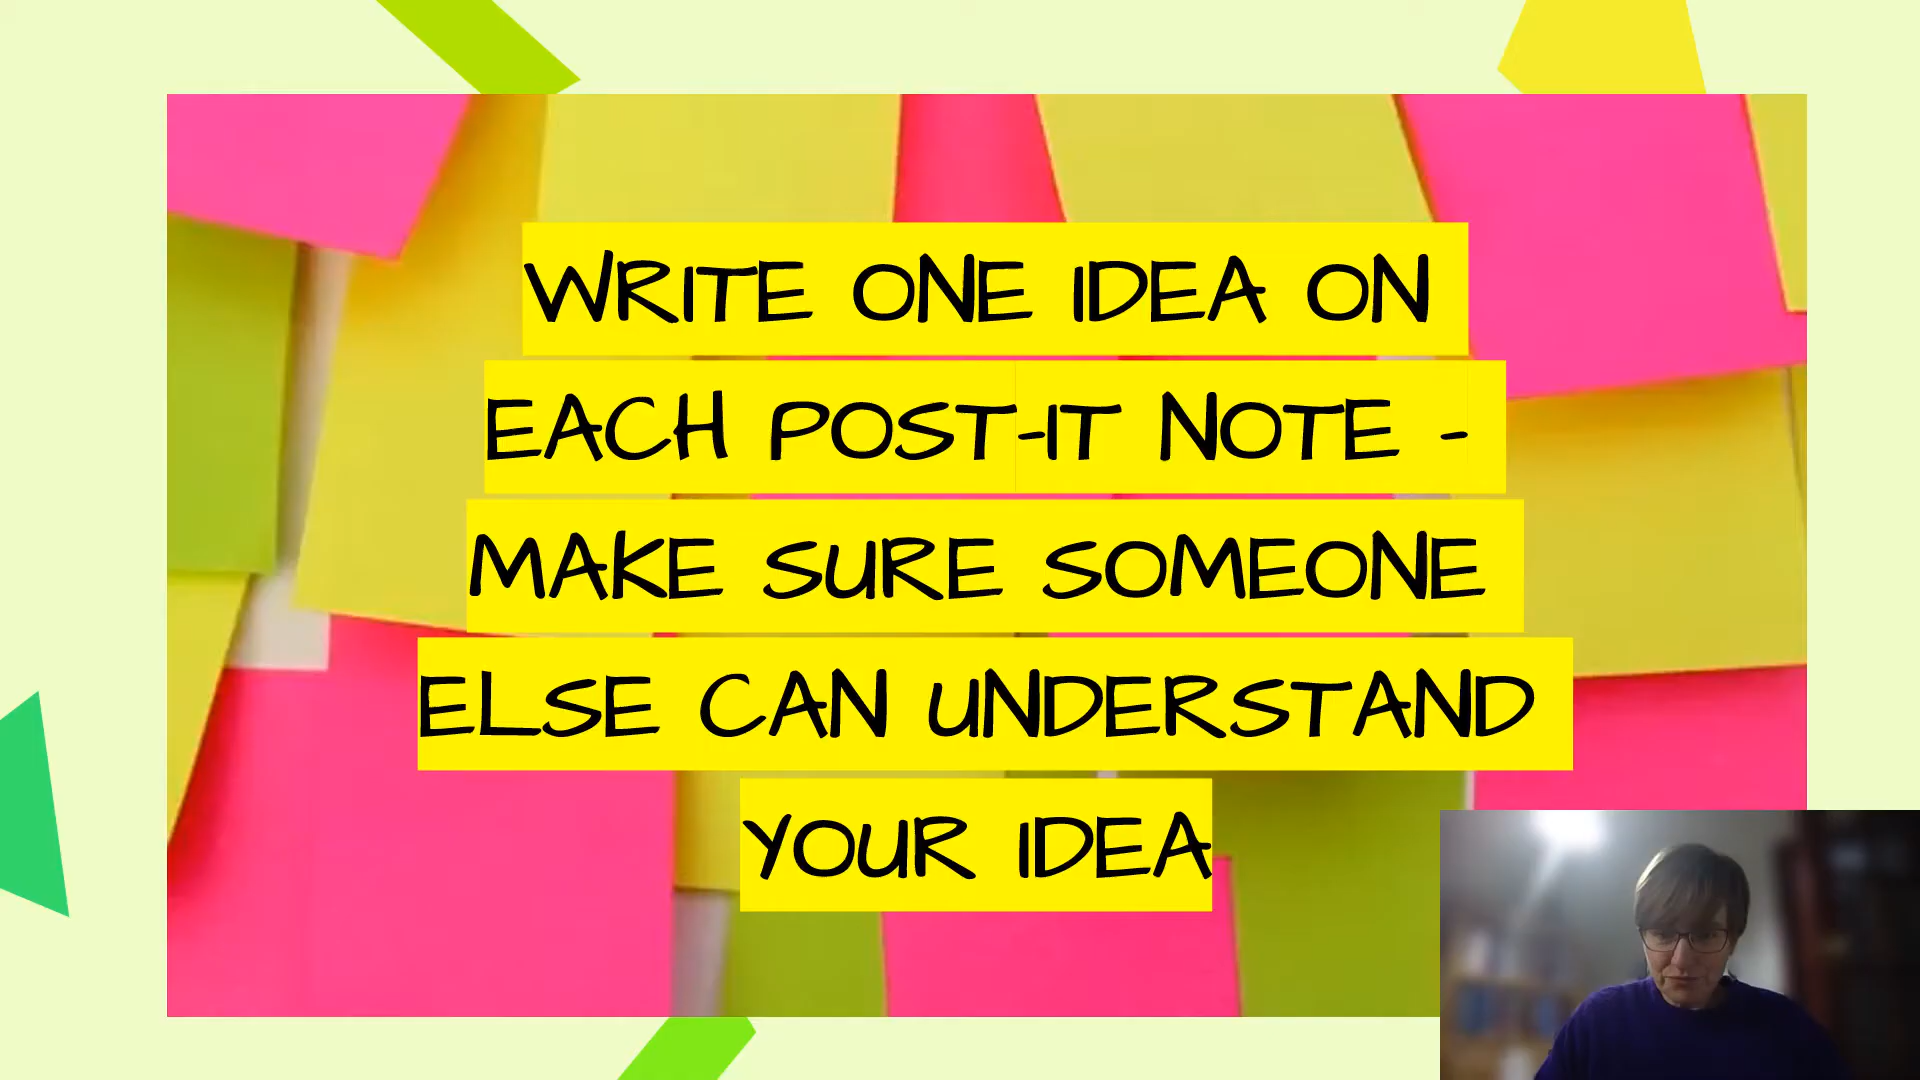 WRITE ONE IDEA ON
EACH POST-IT NOTE -
MAKE SURE SOMEONE
ELSE CAN UNDERSTAND
YOUR IDEA